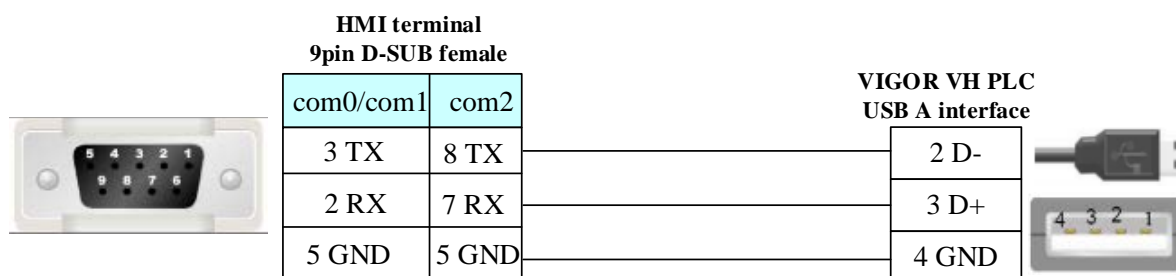 HMI terminal
9pin D-SUB female
VIGOR VH PLC
USB A interface
com0/com1 com2
3 TX 8 TX 2 D-
2 RX 7 RX 3 D+
5 GND 5 GND 4 GND
5 4 3 2 1
9 8 7 6
4 3 2 1